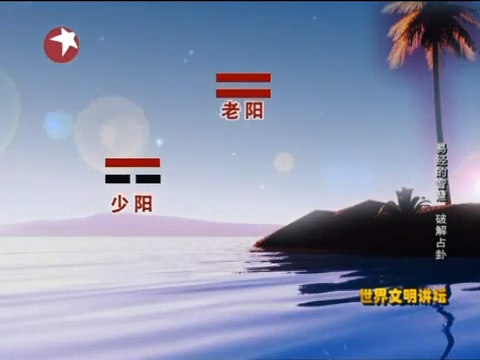 老阳
少阳
易经的智慧 破解占卦
世界文明讲坛